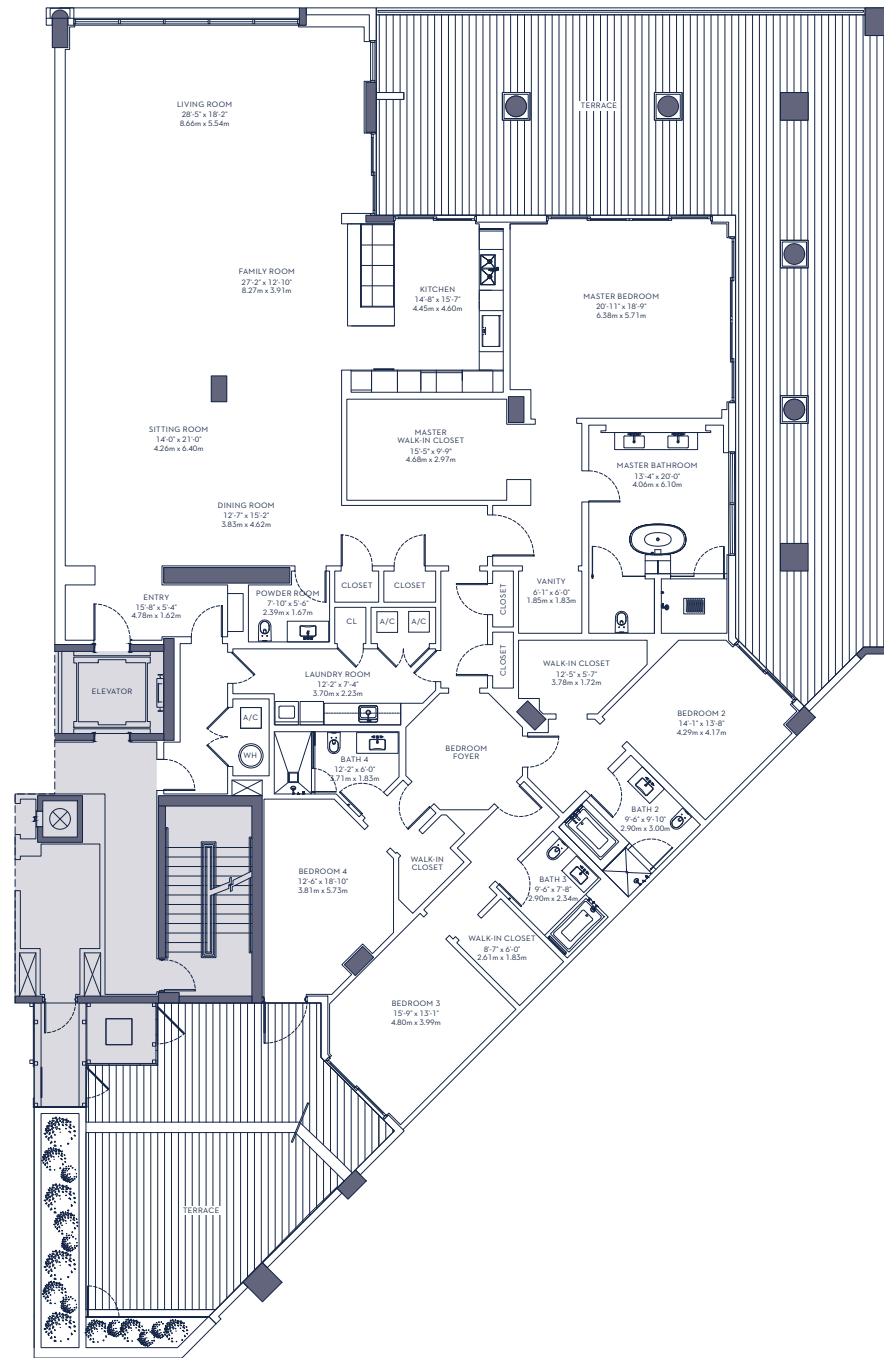 LIVING ROOM
28'-5" x 18'-2"
8.66m x 5.54m
TERRACE
FAMILY ROOM
27'-2" x 12'-10"
8.27m x 3.91m
KITCHEN
14'-8" x 15'-7"
4.45m x 4.60m
MASTER BEDROOM
20'-11" x 18'-9"
6.38m x 5.71m
SITTING ROOM
14'-0" x 21'-0"
4.26m x 6.40m
MASTER
WALK-IN CLOSET
15'-5" x 9'-9"
4.68m x 2.97m
MASTER BATHROOM
13'-4" x 20'-0"
4.06m x 6.10m
DINING ROOM
12'-7" x 15'-2"
3.83m x 4.62m
ENTRY
15'-8" x 5'-4"
4.78m x 1.62m
POWDER ROOM
7'-10" x 5'-6"
2.39m x 1.67m
CLOSET
CLOSET
CLOSET
VANITY
6'-1" x 6'-0"
1.85m x 1.83m
CL
A/C
A/C
CLOSET
WALK-IN CLOSET
12'-5" x 5'-7"
3.78m x 1.72m
ELEVATOR
LAUNDRY ROOM
12'-2" x 7'-4"
3.70m x 2.23m
A/C
WH
BEDROOM 2
14'-1" x 13'-8"
4.29m x 4.17m
BEDROOM
FOYER
BATH 4
12'-2" x 6'-0"
3.71m x 1.83m
BATH 2
9'-6" x 9'-10"
2.90m x 3.00m
BEDROOM 4
12'-6" x 18'-10"
3.81m x 5.73m
WALK-IN
CLOSET
BATH 3
9'-6" x 7'-8"
2.90m x 2.34m
WALK-IN CLOSET
8'-7" x 6'-0"
2.61m x 1.83m
BEDROOM 3
15'-9" x 13'-1"
4.80m x 3.99m
TERRACE